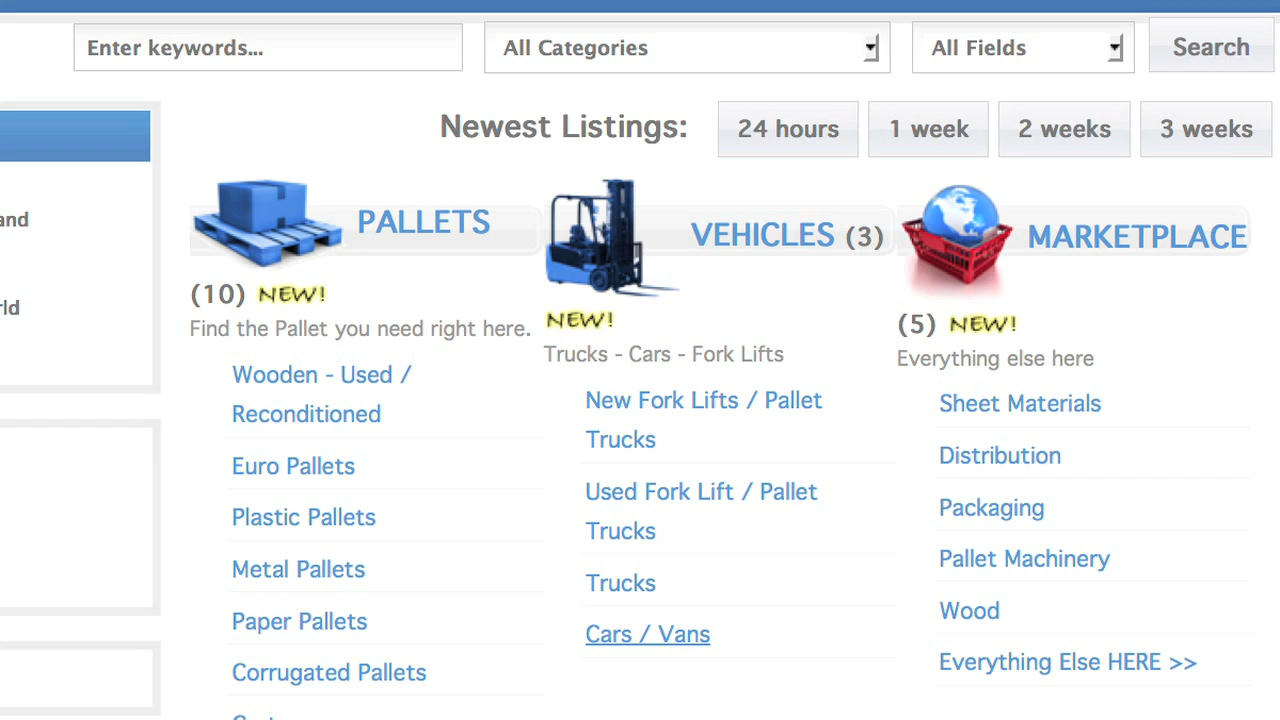 Enter keywords...
All Categories
All Fields
Search
Newest Listings:
24 hours
1 week
2 weeks
3 weeks
and
PALLETS
(10) NEW!
Find the Pallet you need right here.
Wooden - Used /
Reconditioned
Euro Pallets
Plastic Pallets
Metal Pallets
Paper Pallets
Corrugated Pallets
VEHICLES (3)
NEW!
Trucks - Cars - Fork Lifts
New Fork Lifts / Pallet
Trucks
Used Fork Lift / Pallet
Trucks
Trucks
Cars / Vans
MARKETPLACE
(5) NEW!
Everything else here
Sheet Materials
Distribution
Packaging
Pallet Machinery
Wood
Everything Else HERE >>